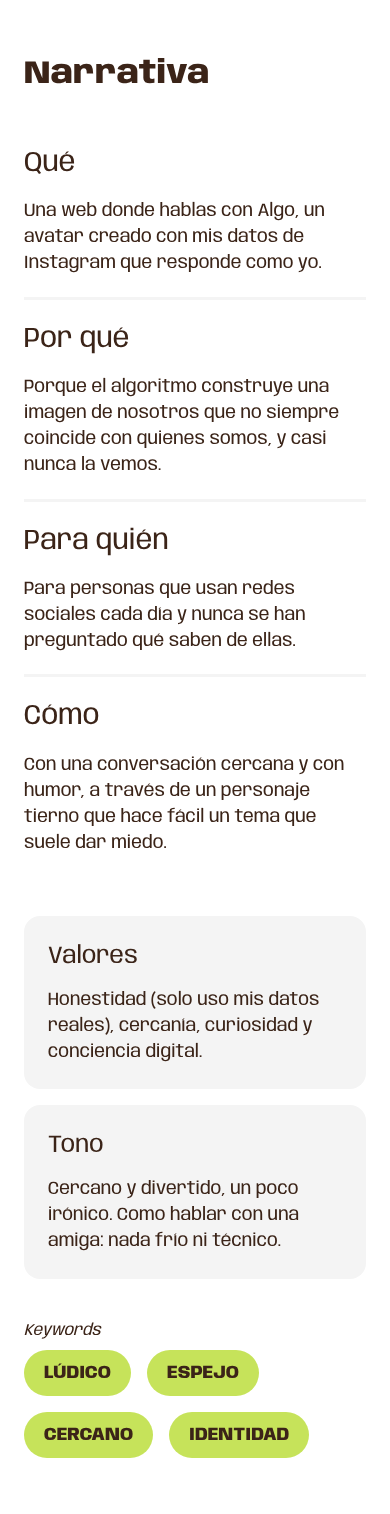 Narrativa
Qué
Una web donde hablas con Algo, un
avatar creado con mis datos de
Instagram que responde como yo.
Por qué
Porque el algoritmo construye una
imagen de nosotros que no siempre
coincide con quienes somos, y casi
nunca la vemos.
Para quién
Para personas que usan redes
sociales cada día y nunca se han
preguntado qué saben de ellas.
Cómo
Con una conversación cercana y con
humor, a través de un personaje
tierno que hace fácil un tema que
suele dar miedo.
Valores
Honestidad (solo uso mis datos
reales), cercanía, curiosidad y
conciencia digital.
Tono
Cercano y divertido, un poco
irónico. Como hablar con una
amiga: nada frío ni técnico.
Keywords
LÚDICO
ESPEJO
CERCANO
IDENTIDAD